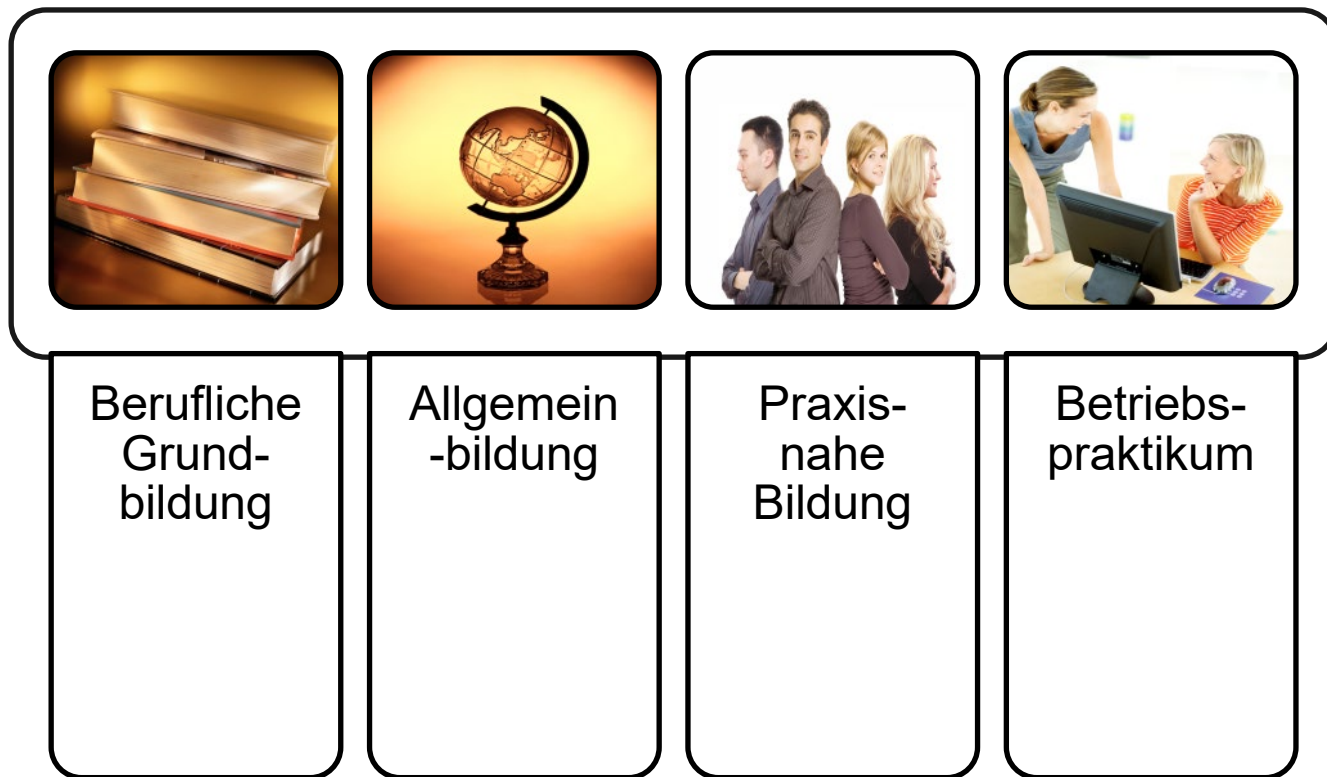 Berufliche
Grund-
bildung
Allgemein
-bildung
Praxis-
nahe
Bildung
Betriebs-
praktikum